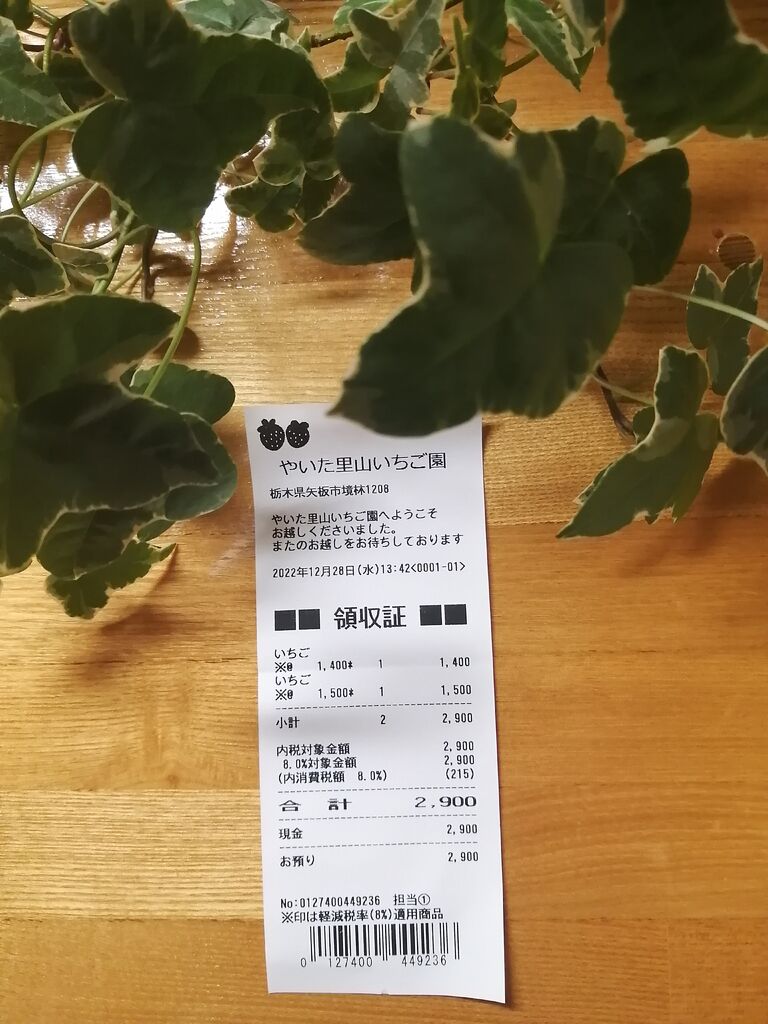 やいた里山いちご園
栃木県矢板市境林1208
やいた里山いちご園へようこそ
お越しくださいました。
またのお越しをお待ちしております
2022年12月28日(水)13:42<0001-01>
■■ 領収証 ■■
いちご
※@ 1,400* 1 1,400
いちご
※@ 1,500* 1 1,500
小計 2 2,900
内税対象金額 2,900
8.0%対象金額 2,900
(内消費税額 8.0%) (215)
合 計 2,900
現金 2,900
お預り 2,900
No:0127400449236 担当①
※印は軽減税率(8%)適用商品
0 127400 449236